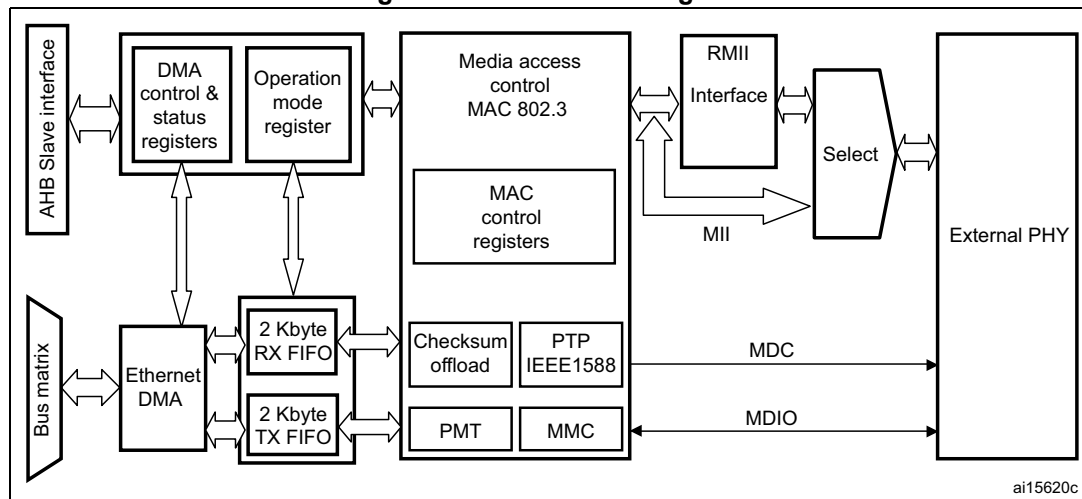 AHB Slave interface
DMA
control &
status
registers
Operation
mode
register
Media access
control
MAC 802.3
RMII
Interface
Select
External PHY
MAC
control
registers
MII
Bus matrix
Ethernet
DMA
2 Kbyte
RX FIFO
2 Kbyte
TX FIFO
Checksum
offload
PTP
IEEE1588
PMT
MMC
MDC
MDIO
ai15620c